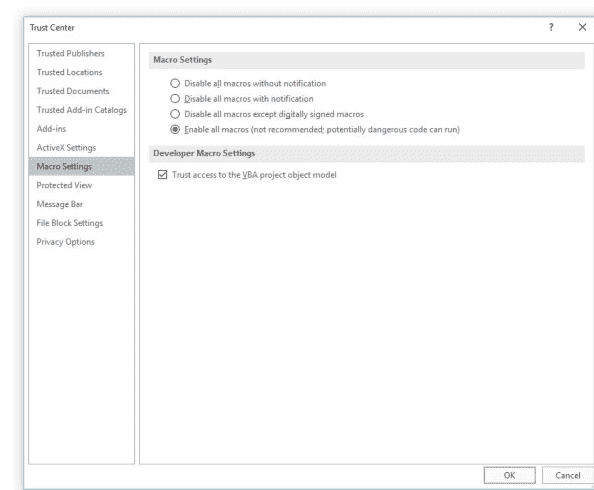 Trust Center
?
X
Trusted Publishers
Trusted Locations
Trusted Documents
Trusted Add-in Catalogs
Add-ins
ActiveX Settings
Macro Settings
Protected View
Message Bar
File Block Settings
Privacy Options
Macro Settings
Disable all macros without notification
Disable all macros with notification
Disable all macros except digitally signed macros
Enable all macros (not recommended; potentially dangerous code can run)
Developer Macro Settings
Trust access to the VBA project object model
OK
Cancel